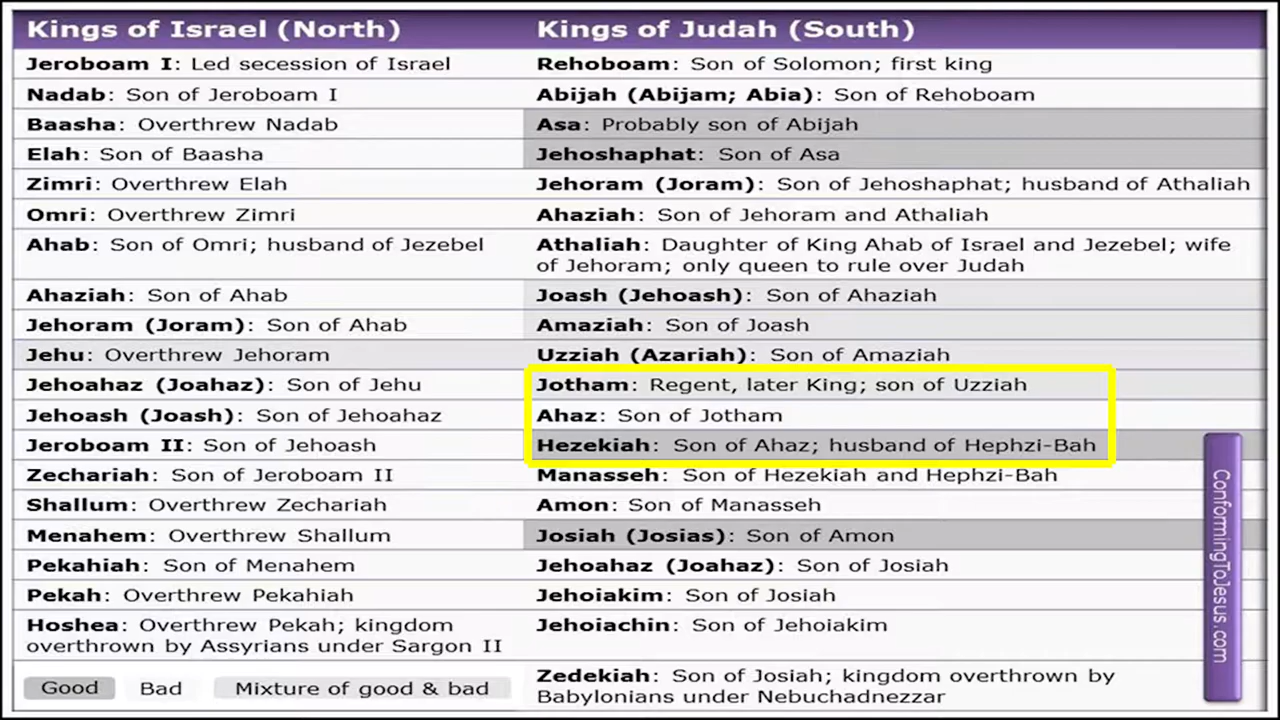 Kings of Israel (North)
Jeroboam I: Led secession of Israel
Nadab: Son of Jeroboam I
Baasha: Overthrew Nadab
Elah: Son of Baasha
Zimri: Overthrew Elah
Omri: Overthrew Zimri
Ahab: Son of Omri; husband of Jezebel
Ahaziah: Son of Ahab
Jehoram (Joram): Son of Ahab
Jehu: Overthrew Jehoram
Jehoahaz (Joahaz): Son of Jehu
Jehoash (Joash): Son of Jehoahaz
Jeroboam II: Son of Jehoash
Zechariah: Son of Jeroboam II
Shallum: Overthrew Zechariah
Menahem: Overthrew Shallum
Pekahiah: Son of Menahem
Pekah: Overthrew Pekahiah
Hoshea: Overthrew Pekah; kingdom
overthrown by Assyrians under Sargon II
Good Bad Mixture of good & bad
Kings of Judah (South)
Rehoboam: Son of Solomon; first king
Abijah (Abijam; Abia): Son of Rehoboam
Asa: Probably son of Abijah
Jehoshaphat: Son of Asa
Jehoram (Joram): Son of Jehoshaphat; husband of Athaliah
Ahaziah: Son of Jehoram and Athaliah
Athaliah: Daughter of King Ahab of Israel and Jezebel; wife
of Jehoram; only queen to rule over Judah
Joash (Jehoash): Son of Ahaziah
Amaziah: Son of Joash
Uzziah (Azariah): Son of Amaziah
Jotham: Regent, later King; son of Uzziah
Ahaz: Son of Jotham
Hezekiah: Son of Ahaz; husband of Hephzi-Bah
Manasseh: Son of Hezekiah and Hephzi-Bah
Amon: Son of Manasseh
Josiah (Josias): Son of Amon
Jehoahaz (Joahaz): Son of Josiah
Jehoiakim: Son of Josiah
Jehoiachin: Son of Jehoiakim
Zedekiah: Son of Josiah; kingdom overthrown by
Babylonians under Nebuchadnezzar
ConformingToJesus.com